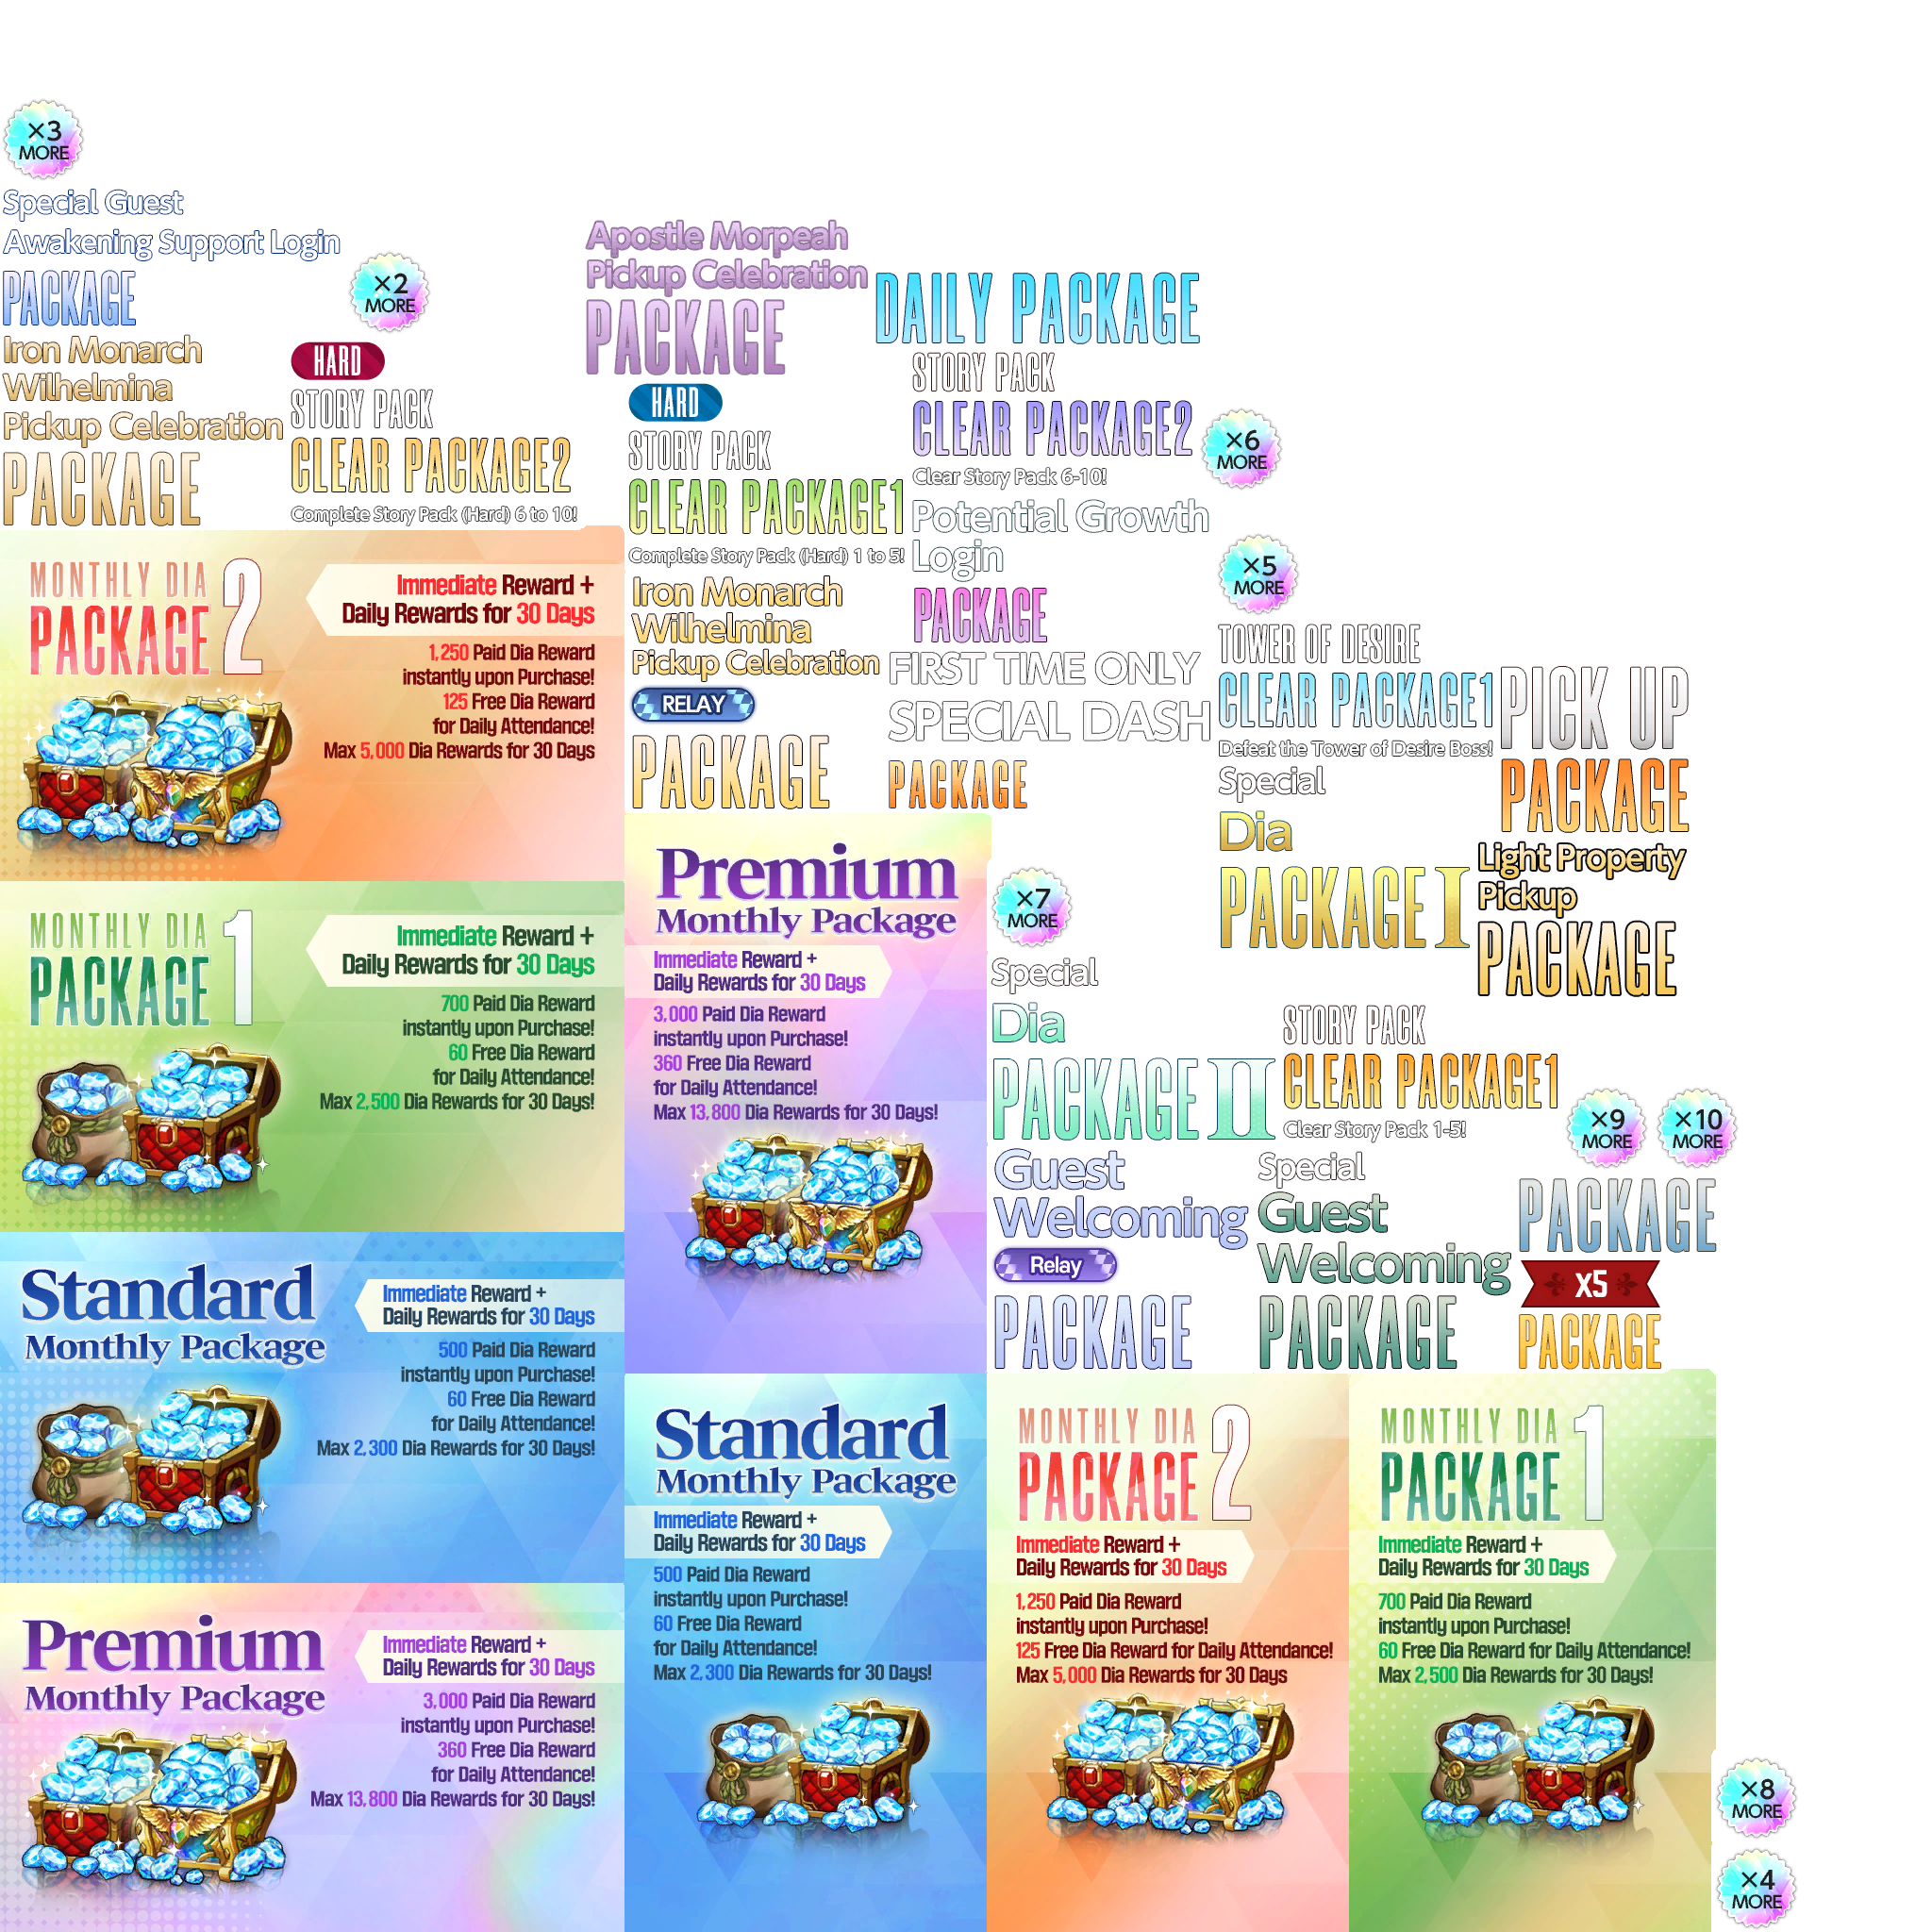 ×3
MORE
Special Guest
Awakening Support Login
PACKAGE
Iron Monarch
Wilhelmina
Pickup Celebration
PACKAGE
×2
MORE
HARD
STORY PACK
CLEAR PACKAGE2
Complete Story Pack (Hard) 6 to 10!
Apostle Morpeah
Pickup Celebration
PACKAGE
HARD
STORY PACK
CLEAR PACKAGE1
Complete Story Pack (Hard) 1 to 5!
Iron Monarch
Wilhelmina
Pickup Celebration
RELAY
PACKAGE
DAILY PACKAGE
STORY PACK
CLEAR PACKAGE2
Clear Story Pack 6-10!
Potential Growth
Login
PACKAGE
FIRST TIME ONLY
SPECIAL DASH
PACKAGE
×6
MORE
×5
MORE
TOWER OF DESIRE
CLEAR PACKAGE1
Defeat the Tower of Desire Boss!
Special
Dia
PACKAGE I
PICK UP
PACKAGE
Light Property
Pickup
PACKAGE
MONTHLY DIA
PACKAGE 2
Immediate Reward +
Daily Rewards for 30 Days
1,250 Paid Dia Reward
instantly upon Purchase!
125 Free Dia Reward
for Daily Attendance!
Max 5,000 Dia Rewards for 30 Days
MONTHLY DIA
PACKAGE 1
Immediate Reward +
Daily Rewards for 30 Days
700 Paid Dia Reward
instantly upon Purchase!
60 Free Dia Reward
for Daily Attendance!
Max 2,500 Dia Rewards for 30 Days!
Standard
Monthly Package
Immediate Reward +
Daily Rewards for 30 Days
500 Paid Dia Reward
instantly upon Purchase!
60 Free Dia Reward
for Daily Attendance!
Max 2,300 Dia Rewards for 30 Days!
Premium
Monthly Package
Immediate Reward +
Daily Rewards for 30 Days
3,000 Paid Dia Reward
instantly upon Purchase!
360 Free Dia Reward
for Daily Attendance!
Max 13,800 Dia Rewards for 30 Days!
Premium
Monthly Package
Immediate Reward +
Daily Rewards for 30 Days
3,000 Paid Dia Reward
instantly upon Purchase!
360 Free Dia Reward
for Daily Attendance!
Max 13,800 Dia Rewards for 30 Days!
×7
MORE
Special
Dia
PACKAGE II
Guest
Welcoming
Relay
PACKAGE
STORY PACK
CLEAR PACKAGE1
Clear Story Pack 1-5!
Special
Guest
Welcoming
PACKAGE
×9
MORE
×10
MORE
PACKAGE
X5
PACKAGE
Standard
Monthly Package
Immediate Reward +
Daily Rewards for 30 Days
500 Paid Dia Reward
instantly upon Purchase!
60 Free Dia Reward
for Daily Attendance!
Max 2,300 Dia Rewards for 30 Days!
MONTHLY DIA
PACKAGE 2
Immediate Reward +
Daily Rewards for 30 Days
1,250 Paid Dia Reward
instantly upon Purchase!
125 Free Dia Reward for Daily Attendance!
Max 5,000 Dia Rewards for 30 Days
MONTHLY DIA
PACKAGE 1
Immediate Reward +
Daily Rewards for 30 Days
700 Paid Dia Reward
instantly upon Purchase!
60 Free Dia Reward for Daily Attendance!
Max 2,500 Dia Rewards for 30 Days!
×8
MORE
×4
MORE